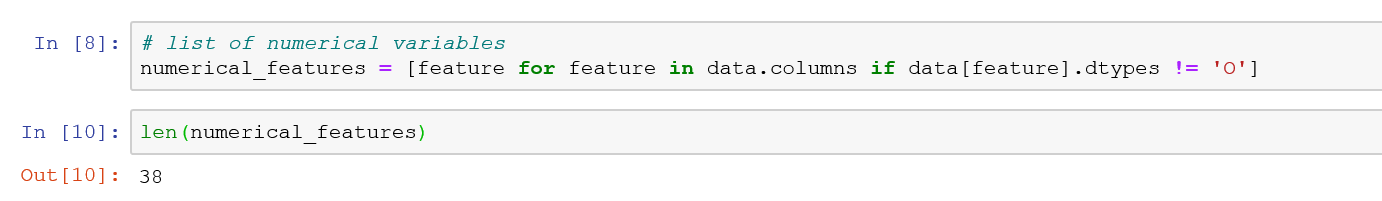 In [8]: # list of numerical variables
numerical_features = [feature for feature in data.columns if data[feature].dtypes != 'O']
In [10]: len(numerical_features)
Out[10]: 38